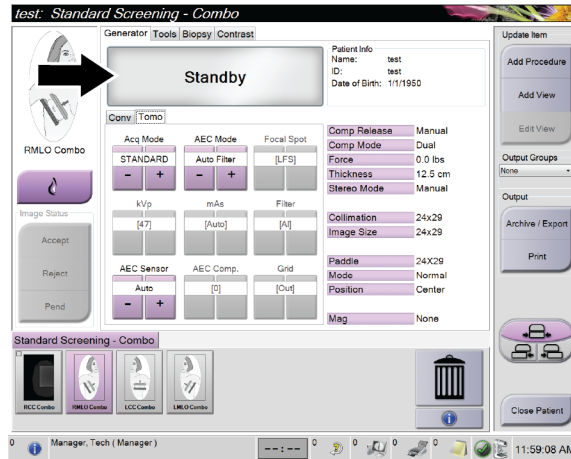 test: Standard Screening - Combo
Generator Tools Biopsy Contrast
Standby
Patient Info
Name: test
ID: test
Date of Birth: 1/1/1950
RMLO Combo
Image Status
Accept
Reject
Pend
Conv Tomo
Acq Mode AEC Mode Focal Spot
STANDARD Auto Filter [LFS]
- + - +
kVp mAs Filter
[47] [Auto] [Al]
AEC Sensor AEC Comp. Grid
Auto [0] [Out]
- +
Comp Release Manual
Comp Mode Dual
Force 0.0 lbs
Thickness 12.5 cm
Stereo Mode Manual
Collimation 24x29
Image Size 24x29
Paddle 24X29
Mode Normal
Position Center
Mag None
Update Item
Add Procedure
Add View
Edit View
Output Groups
None
Output
Archive / Export
Print
Close Patient
Standard Screening - Combo
RCC Combo RMLO Combo LCC Combo LMLO Combo
0 Manager, Tech ( Manager ) --:-- 0 0 0 0 11:59:08 AM